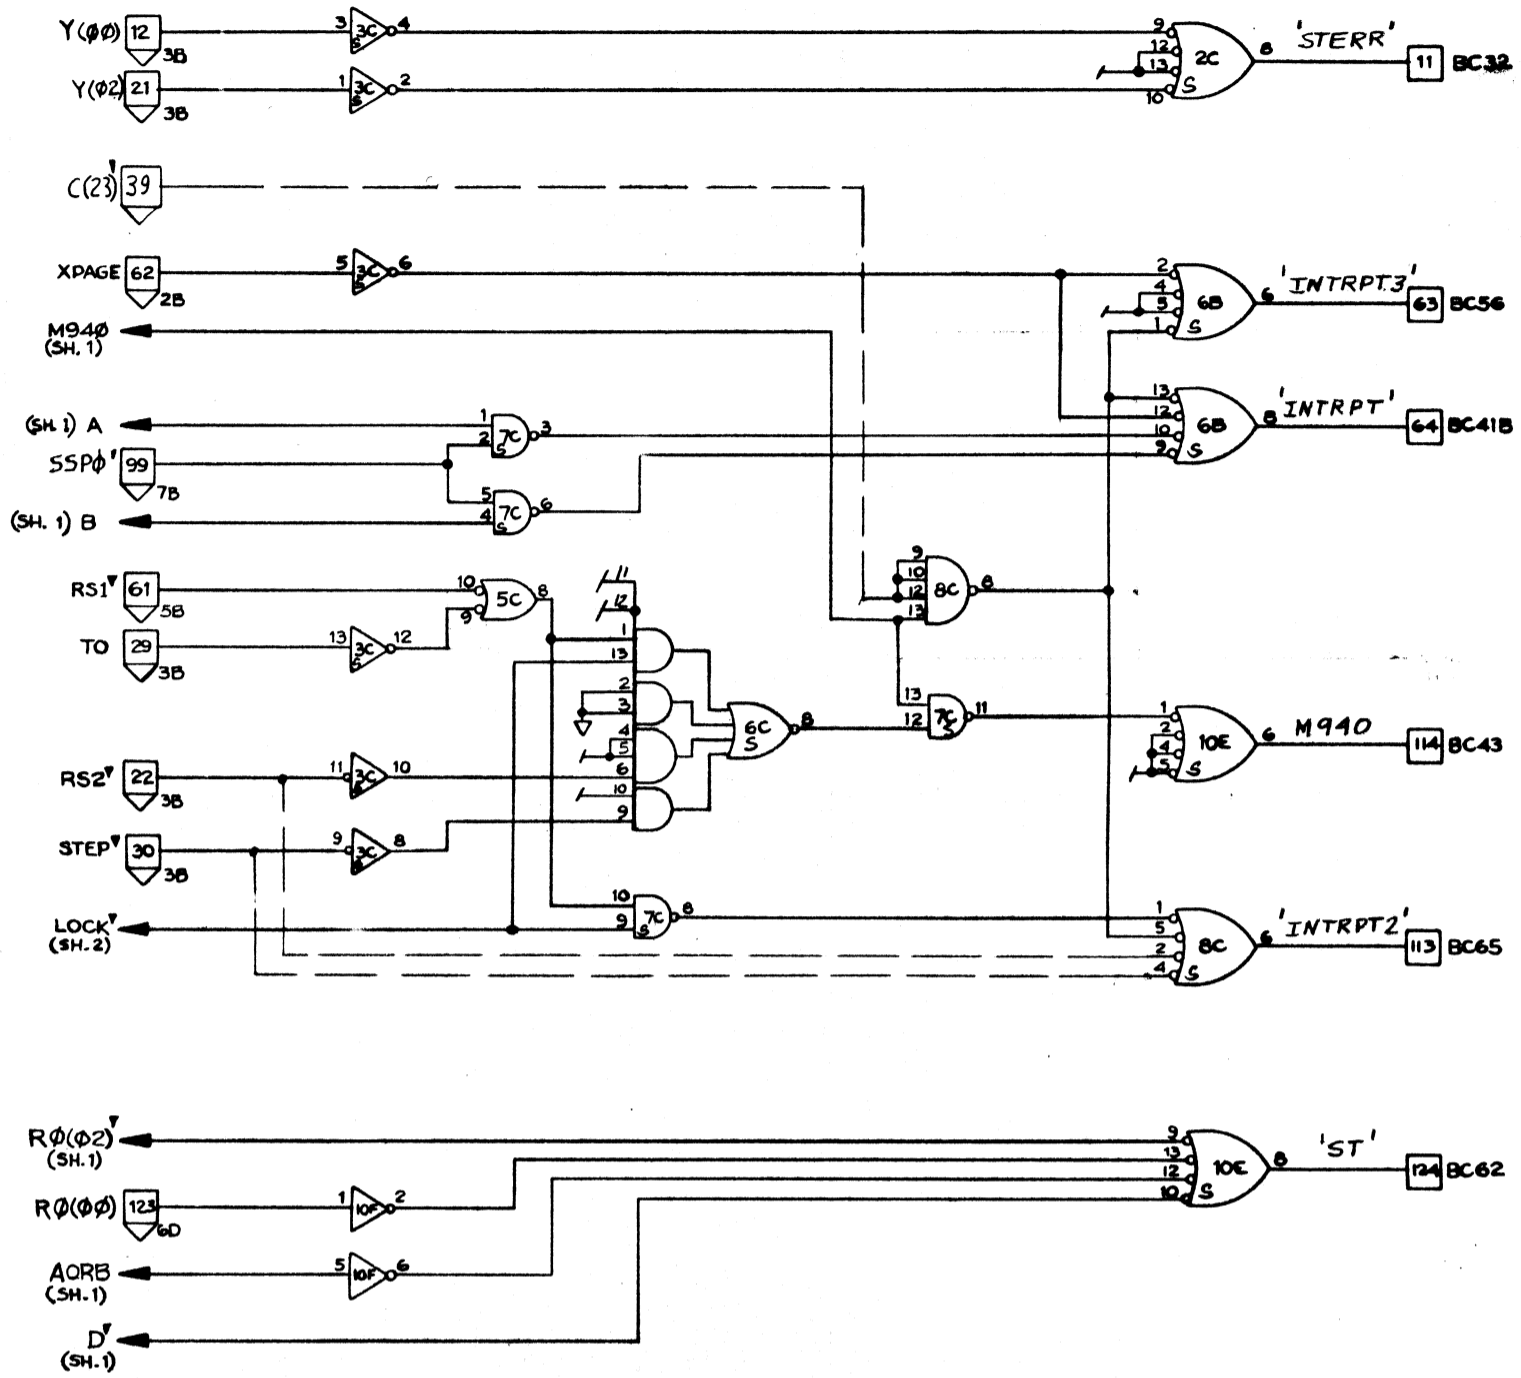 Y(ØØ) 12 3B 3 3C S 4 9 12 13 10 2C S 8 'STERR' 11 BC32
Y(Ø2) 21 3B 1 3C S 2
C(23)' 39
XPAGE 62 2B 5 3C S 6 2 4 5 1 6B S 6 'INTRPT3' 63 BC56
M94Ø
(SH. 1)
(SH. 1) A 1 2 7C S 3 13 12 10 9 6B S 8 'INTRPT' 64 BC41B
SSPØ' 99 7B
(SH. 1) B 5 4 7C S 6
RS1' 61 5B 10 9 5C 8 11 12 9 10 12 13 8C 8
TO 29 3B 13 3C S 12 1 13
2 3 6C S 8 13 12 7C S 11 1 2 4 5 10E S 6 M940 114 BC43
4 5 6
RS2' 22 3B 11 3C S 10 10 9
STEP' 30 3B 9 3C S 8
LOCK' 10 9 7C S 8 1 5 2 4 8C S 6 'INTRPT2' 113 BC65
(SH.2)
RØ(Ø2)' 9 13 12 10 10E S 8 'ST' 124 BC62
(SH.1)
RØ(ØØ) 123 6D 1 10F 2
AORB 5 10F 6
(SH.1)
D'
(SH.1)